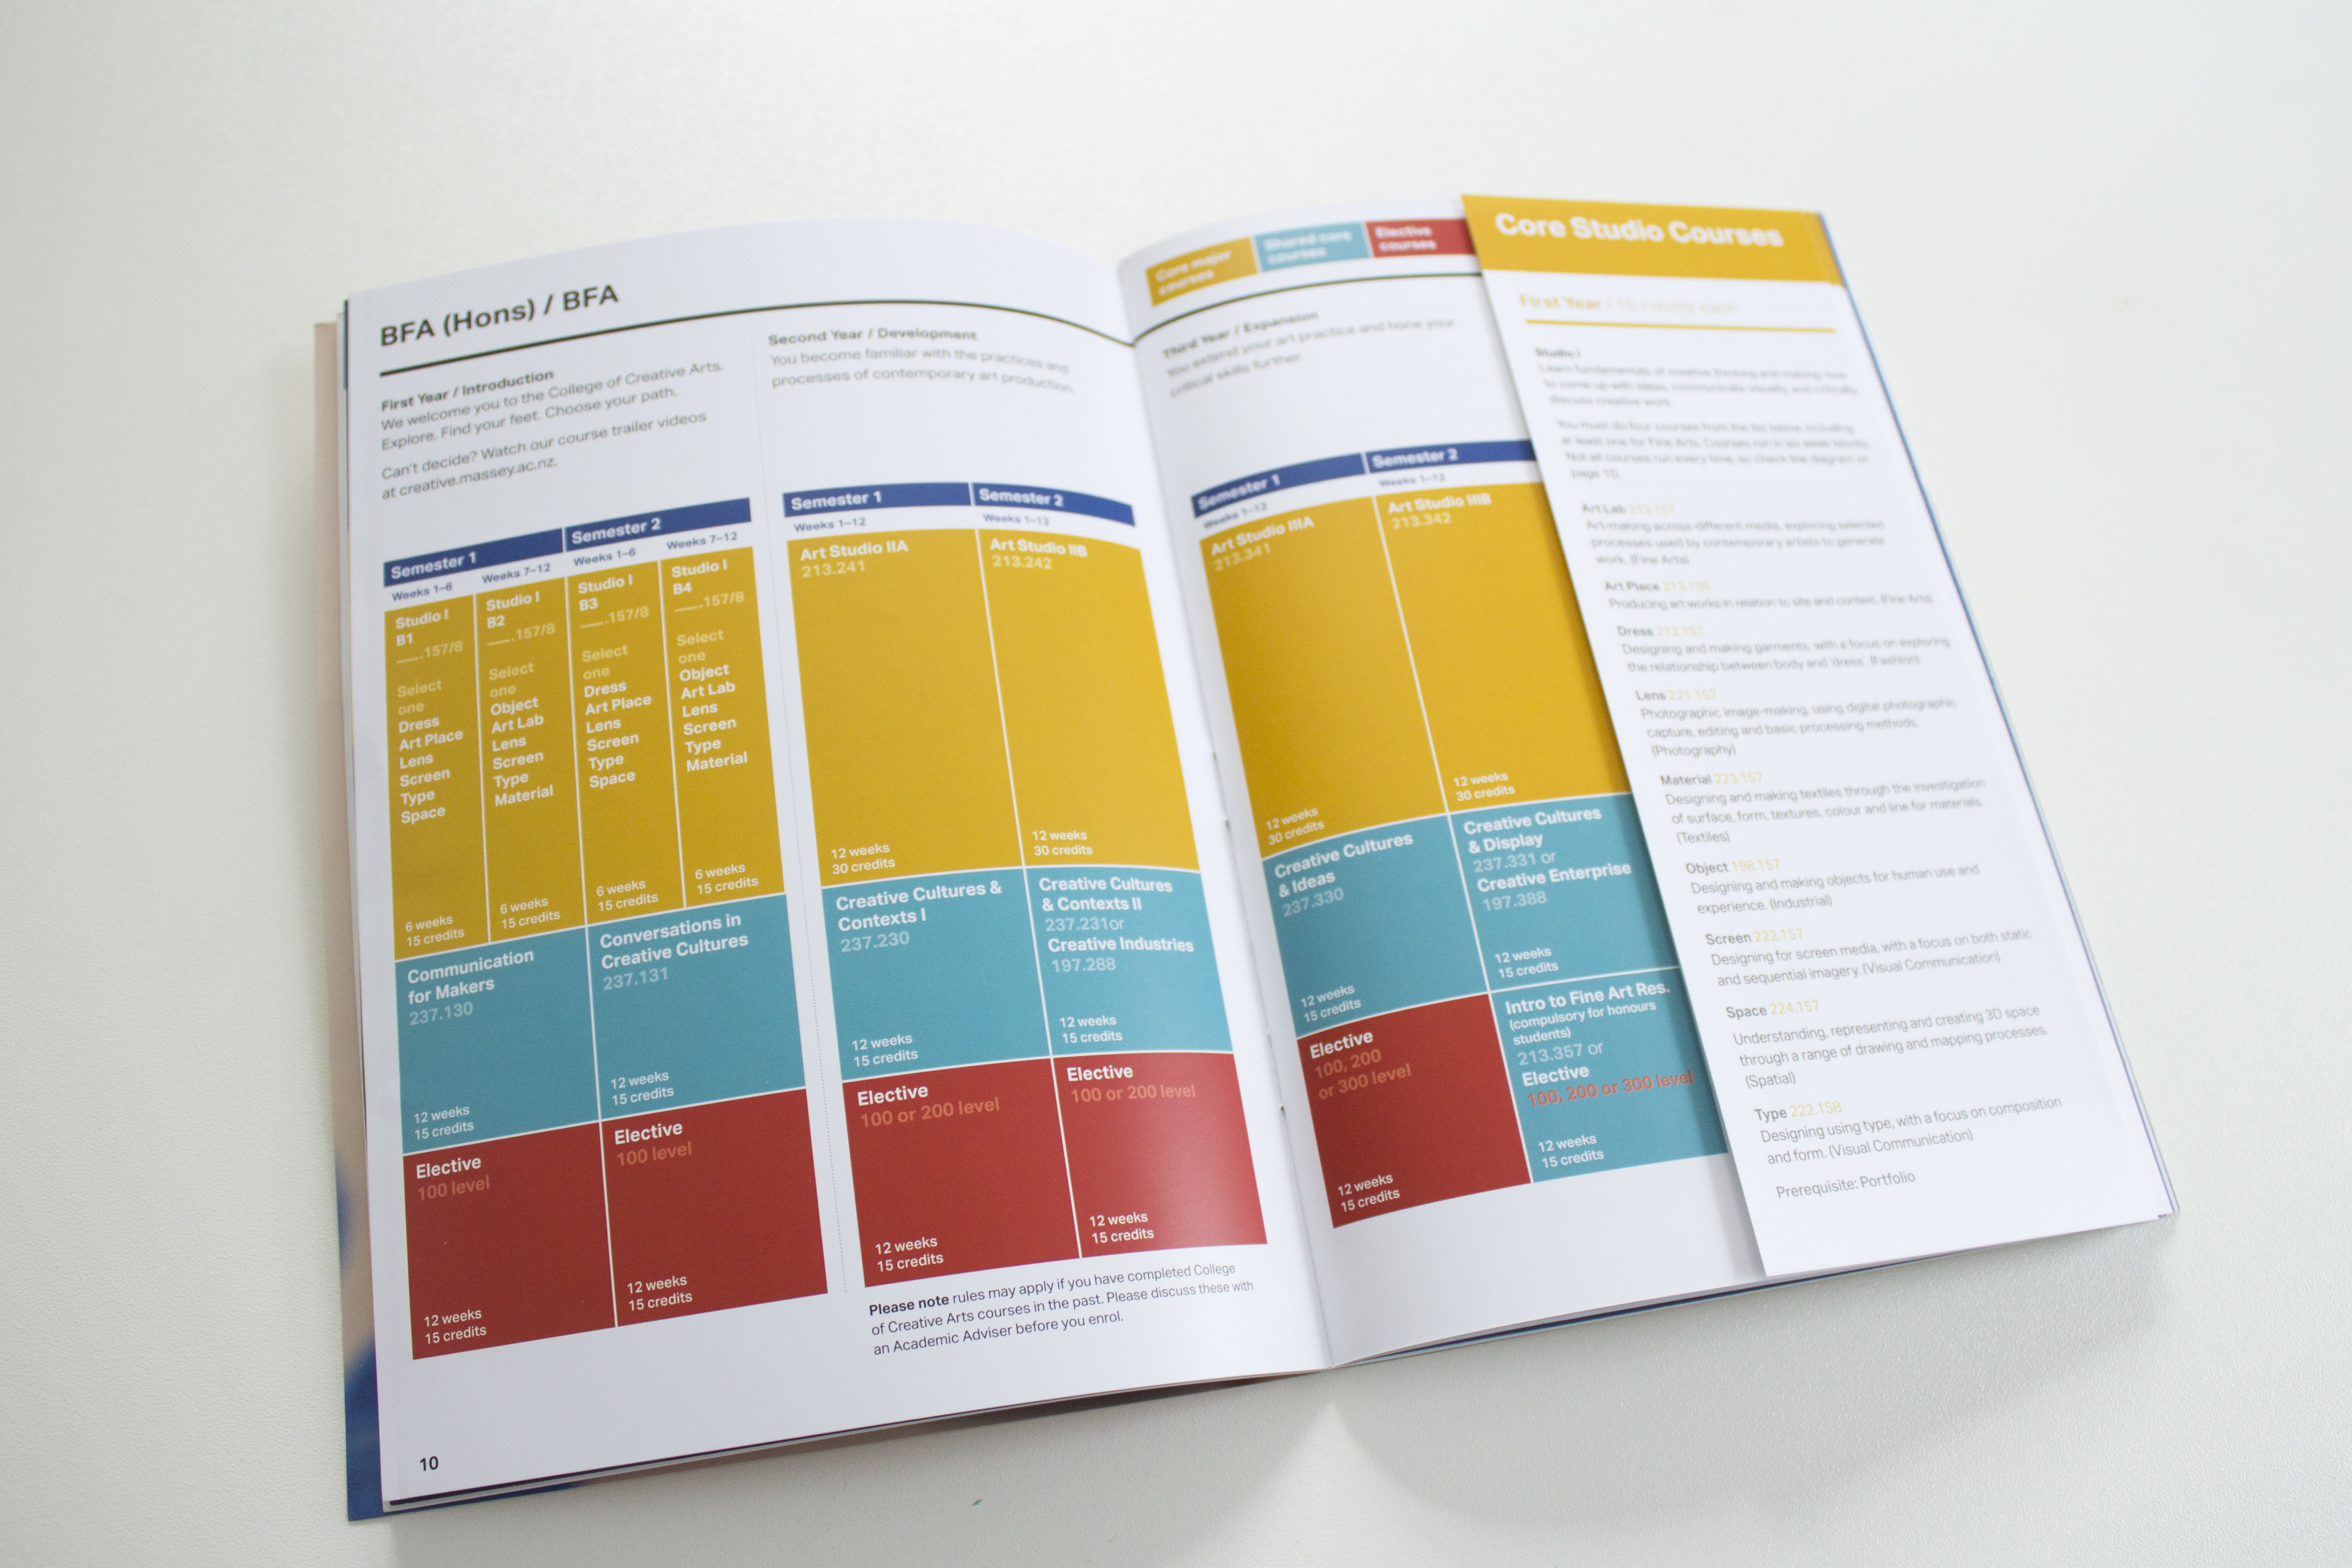 BFA (Hons) / BFA
First Year / Introduction
We welcome you to the College of Creative Arts.
Explore. Find your feet. Choose your path.
Can't decide? Watch our course trailer videos
at creative.massey.ac.nz.
Semester 1
Semester 2
Weeks 1–6
Weeks 7–12
Weeks 1–6
Weeks 7–12
Studio I
B1
__.157/8
Select
one
Dress
Art Place
Lens
Screen
Type
Space
6 weeks
15 credits
Studio I
B2
__.157/8
Select
one
Object
Art Lab
Lens
Screen
Type
Material
6 weeks
15 credits
Studio I
B3
__.157/8
Select
one
Dress
Art Place
Lens
Screen
Type
Space
6 weeks
15 credits
Studio I
B4
__.157/8
Select
one
Object
Art Lab
Lens
Screen
Type
Material
6 weeks
15 credits
Communication
for Makers
237.130
12 weeks
15 credits
Conversations in
Creative Cultures
237.131
12 weeks
15 credits
Elective
100 level
12 weeks
15 credits
Elective
100 level
12 weeks
15 credits
Second Year / Development
You become familiar with the practices and
processes of contemporary art production.
Semester 1
Semester 2
Weeks 1–12
Weeks 1–12
Art Studio IIA
213.241
12 weeks
30 credits
Art Studio IIB
213.242
12 weeks
30 credits
Creative Cultures &
Contexts I
237.230
12 weeks
15 credits
Creative Cultures
& Contexts II
237.231or
Creative Industries
197.288
12 weeks
15 credits
Elective
100 or 200 level
12 weeks
15 credits
Elective
100 or 200 level
12 weeks
15 credits
Please note rules may apply if you have completed College
of Creative Arts courses in the past. Please discuss these with
an Academic Adviser before you enrol.
10
Core major
courses
Shared core
courses
Elective
courses
Third Year / Expansion
You extend your art practice and hone your
critical skills further.
Semester 1
Semester 2
Weeks 1–12
Weeks 1–12
Art Studio IIIA
213.341
12 weeks
30 credits
Art Studio IIIB
213.342
12 weeks
30 credits
Creative Cultures
& Ideas
237.330
12 weeks
15 credits
Creative Cultures
& Display
237.331 or
Creative Enterprise
197.388
12 weeks
15 credits
Elective
100, 200
or 300 level
12 weeks
15 credits
Intro to Fine Art Res.
(compulsory for honours
students)
213.357 or
Elective
100, 200 or 300 level
12 weeks
15 credits
Core Studio Courses
First Year / 15 credits each
Studio I
Learn fundamentals of creative thinking and making: how
to come up with ideas, communicate visually, and critically
discuss creative work.
You must do four courses from the list below, including
at least one for Fine Arts. Courses run in six week blocks.
Not all courses run every time, so check the diagram on
page 10.
Art Lab 213.157
Art-making across different media, exploring selected
processes used by contemporary artists to generate
work. (Fine Arts)
Art Place 213.158
Producing art works in relation to site and context. (Fine Arts)
Dress 212.157
Designing and making garments, with a focus on exploring
the relationship between body and 'dress'. (Fashion)
Lens 221.157
Photographic image-making, using digital photographic
capture, editing and basic processing methods.
(Photography)
Material 223.157
Designing and making textiles through the investigation
of surface, form, textures, colour and line for materials.
(Textiles)
Object 198.157
Designing and making objects for human use and
experience. (Industrial)
Screen 222.157
Designing for screen media, with a focus on both static
and sequential imagery. (Visual Communication)
Space 224.157
Understanding, representing and creating 3D space
through a range of drawing and mapping processes.
(Spatial)
Type 222.158
Designing using type, with a focus on composition
and form. (Visual Communication)
Prerequisite: Portfolio